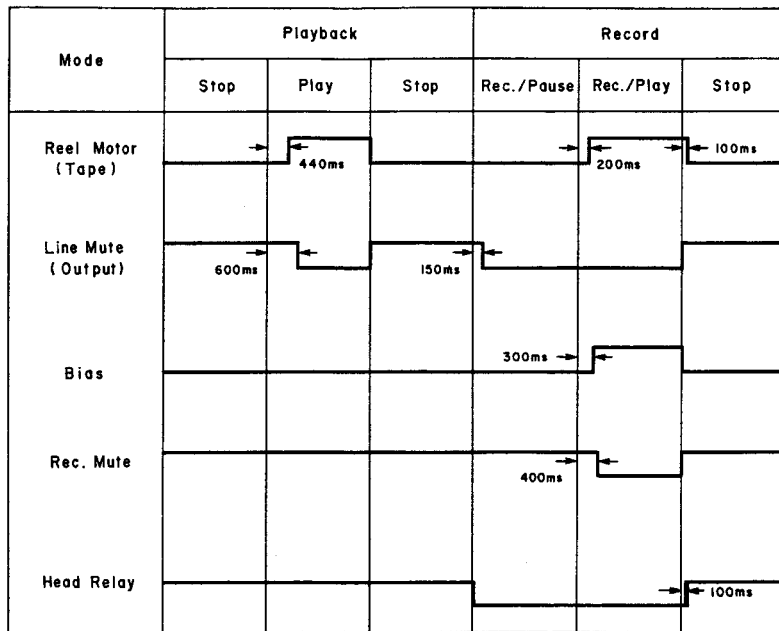 Mode
Playback
Record
Stop
Play
Stop
Rec./Pause
Rec./Play
Stop
Reel Motor
(Tape)
440ms
200ms
100ms
Line Mute
(Output)
600ms
150ms
Bias
300ms
Rec. Mute
400ms
Head Relay
100ms